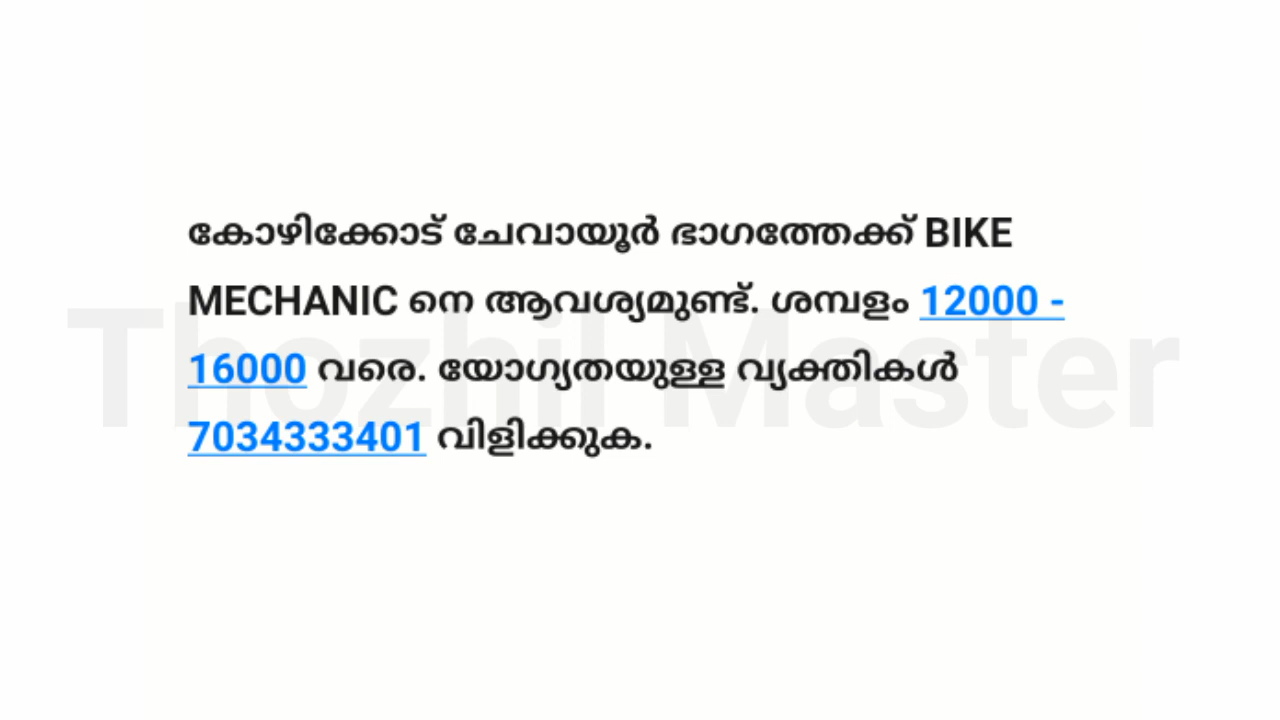 കോഴിക്കോട് ചേവായൂർ ഭാഗത്തേക്ക് BIKE
MECHANIC നെ ആവശ്യമുണ്ട്. ശമ്പളം 12000 -
16000 വരെ. യോഗ്യതയുള്ള വ്യക്തികൾ
7034333401 വിളിക്കുക.
Thozhil Master